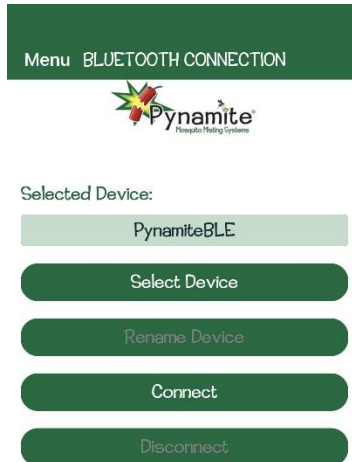 Menu BLUETOOTH CONNECTION
Pynamite®
Mosquito Misting Systems
Selected Device:
PynamiteBLE
Select Device
Rename Device
Connect
Disconnect